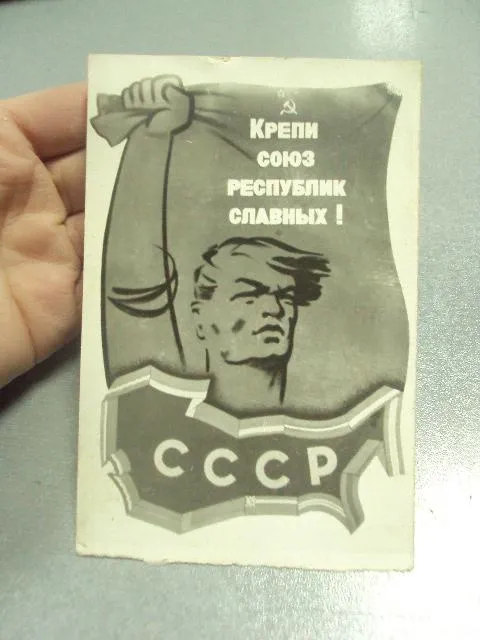 Крепи
союз
республик
славных!
СССР